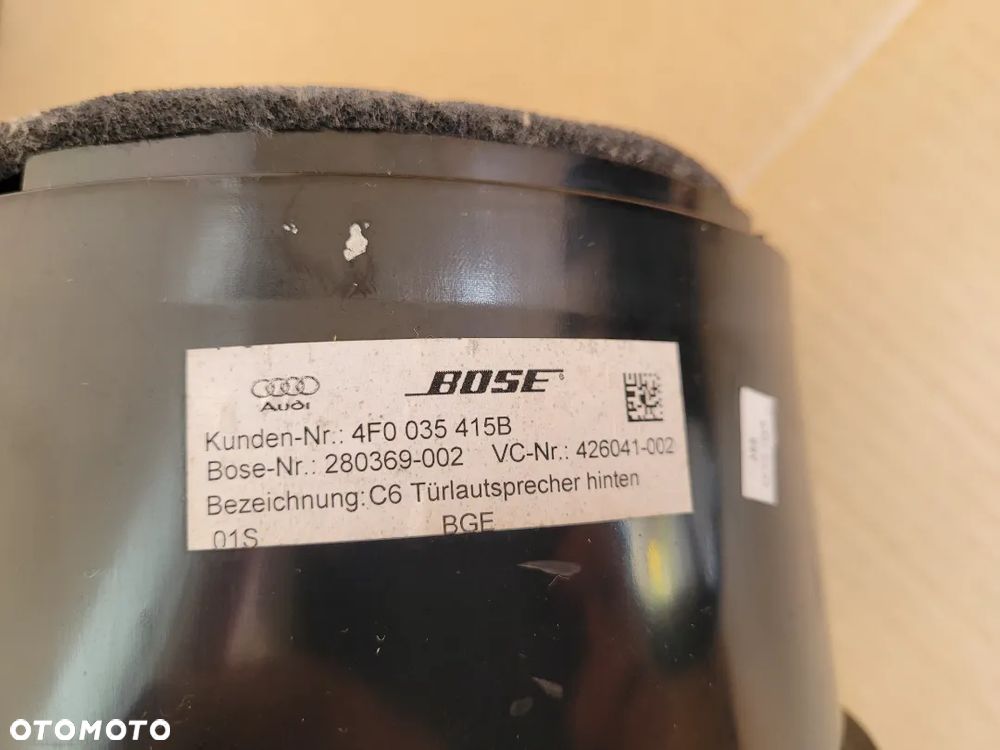 Audi
BOSE
Kunden-Nr.: 4F0 035 415B
Bose-Nr.: 280369-002 VC-Nr.: 426041-002
Bezeichnung: C6 Türlautsprecher hinten
01S BGE
OTOMOTO